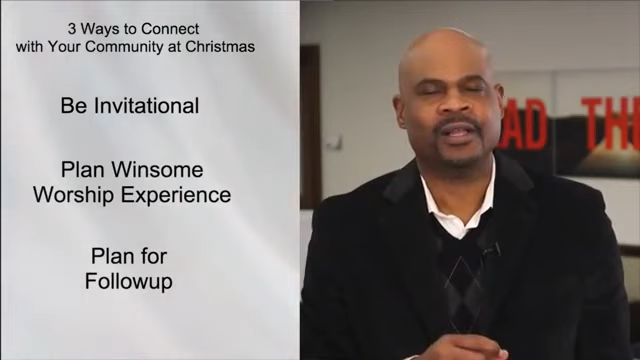 3 Ways to Connect
with Your Community at Christmas
Be Invitational
Plan Winsome
Worship Experience
Plan for
Followup